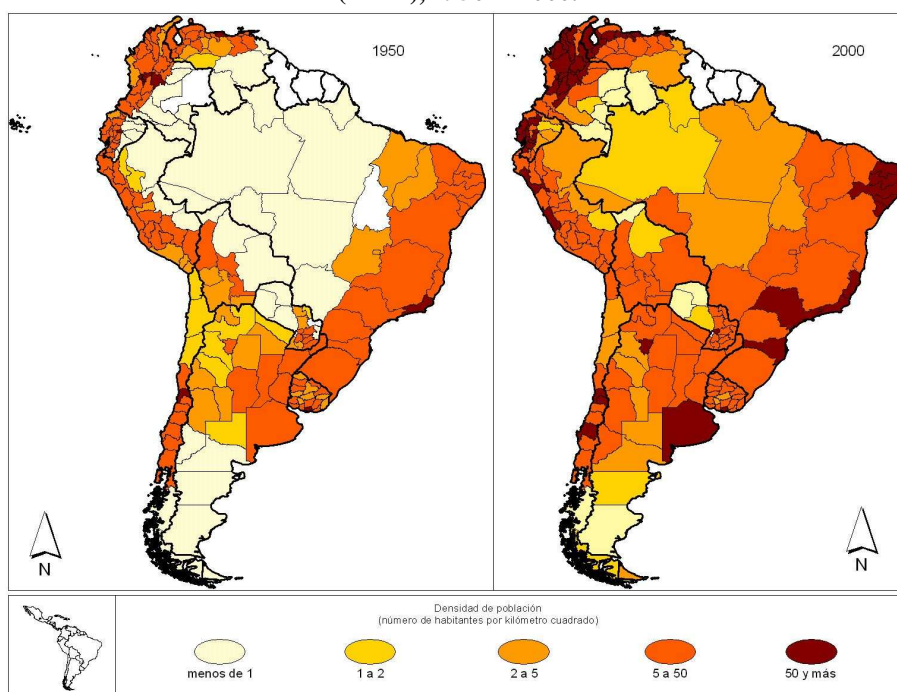 1950
2000
N
N
Densidad de población
(número de habitantes por kilómetro cuadrado)
menos de 1
1 a 2
2 a 5
5 a 50
50 y más